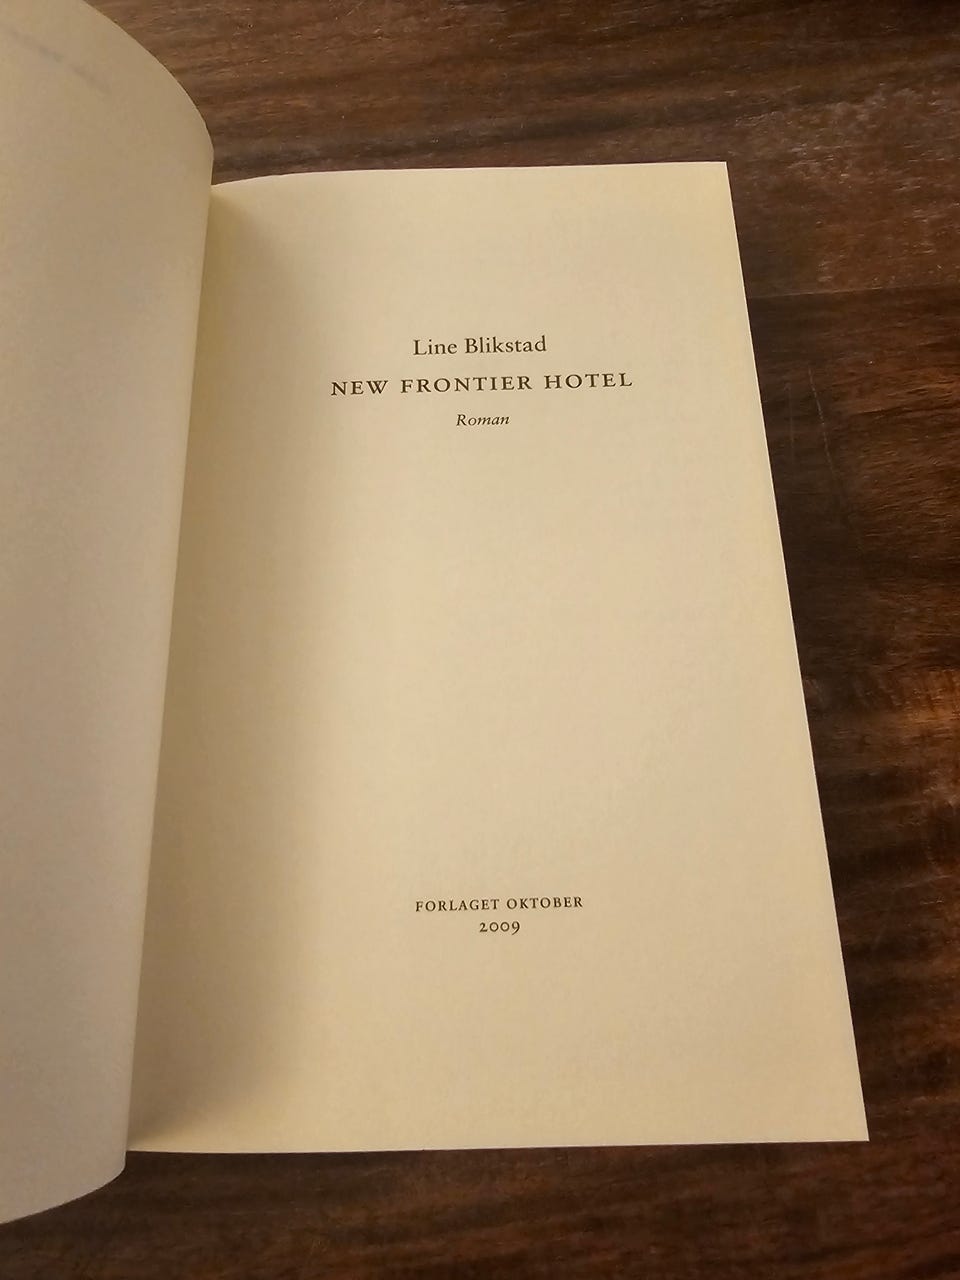 Line Blikstad
NEW FRONTIER HOTEL
Roman
FORLAGET OKTOBER
2009